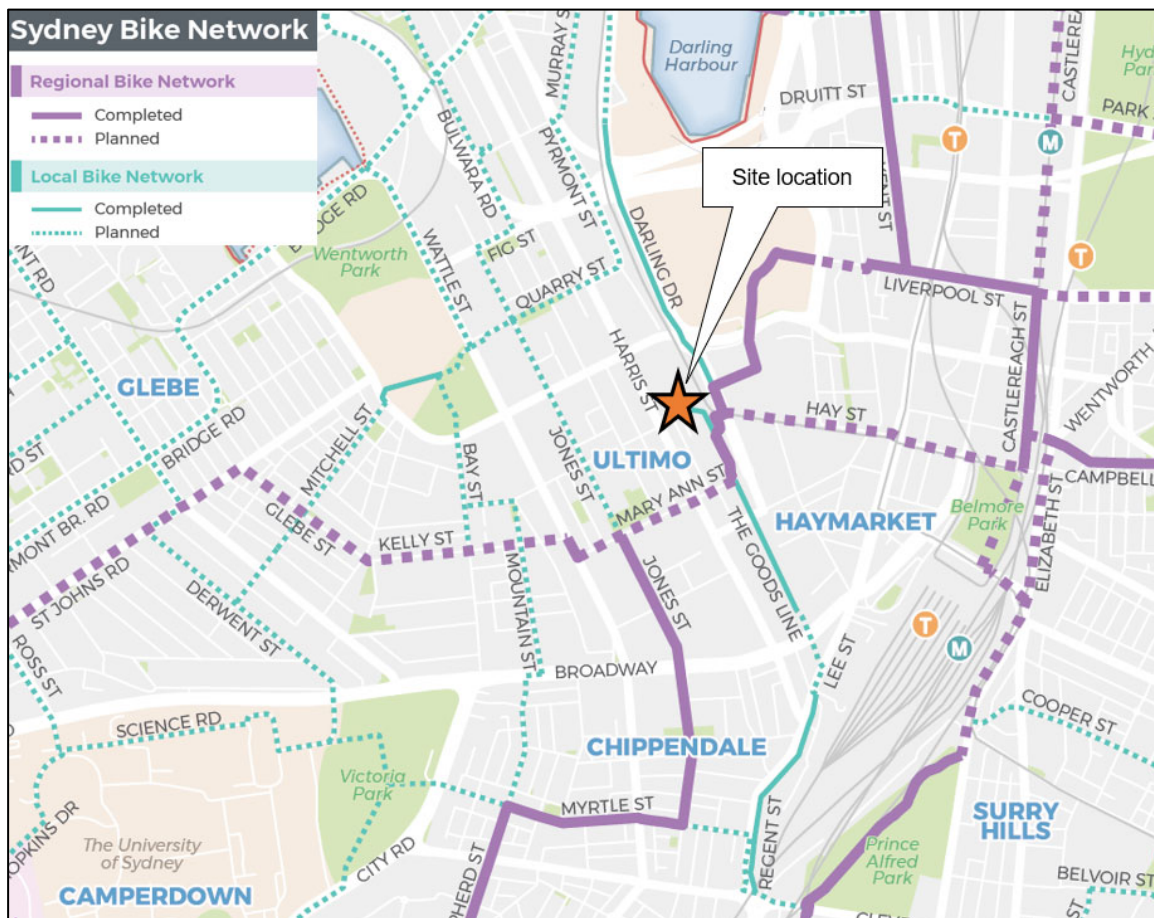 Sydney Bike Network
Regional Bike Network
Completed
Planned
Local Bike Network
Completed
Planned
MURRAY ST
Darling
Harbour
DRUITT ST
CASTLEREAGH
PARK
T
M
T
Site location
BULWARA RD
PYRMONT ST
BRIDGE RD
Wentworth
Park
WATTLE ST
FIG ST
QUARRY ST
DARLING DR
KENT ST
LIVERPOOL ST
CASTLEREAGH ST
WENTWORTH
HARRIS ST
GLEBE
BRIDGE RD
MITCHELL ST
HAY ST
ULTIMO
JONES ST
BAY ST
MARY ANN ST
HAYMARKET
Belmore
Park
CAMPBELL
ELIZABETH ST
GLEBE ST
KELLY ST
ST JOHNS RD
MOUNTAIN ST
JONES ST
THE GOODS LINE
DERWENT ST
ROSS ST
BROADWAY
LEE ST
T
M
SCIENCE RD
COOPER ST
CHIPPENDALE
Victoria
Park
MYRTLE ST
REGENT ST
SURRY
HILLS
The University
of Sydney
CITY RD
Prince
Alfred
Park
CAMPERDOWN
BELVOIR ST